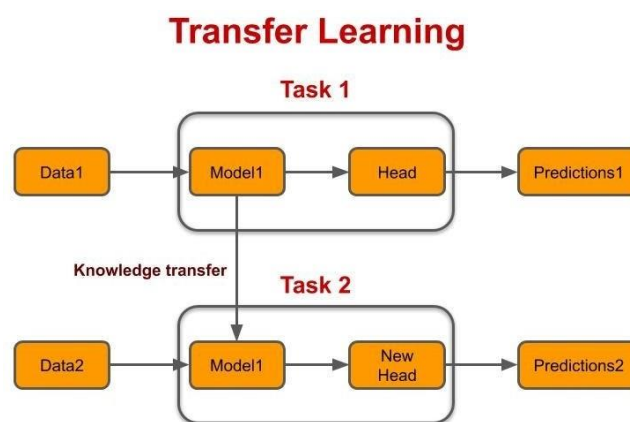 Transfer Learning
Task 1
Data1
Model1
Head
Predictions1
Knowledge transfer
Task 2
Data2
Model1
New
Head
Predictions2